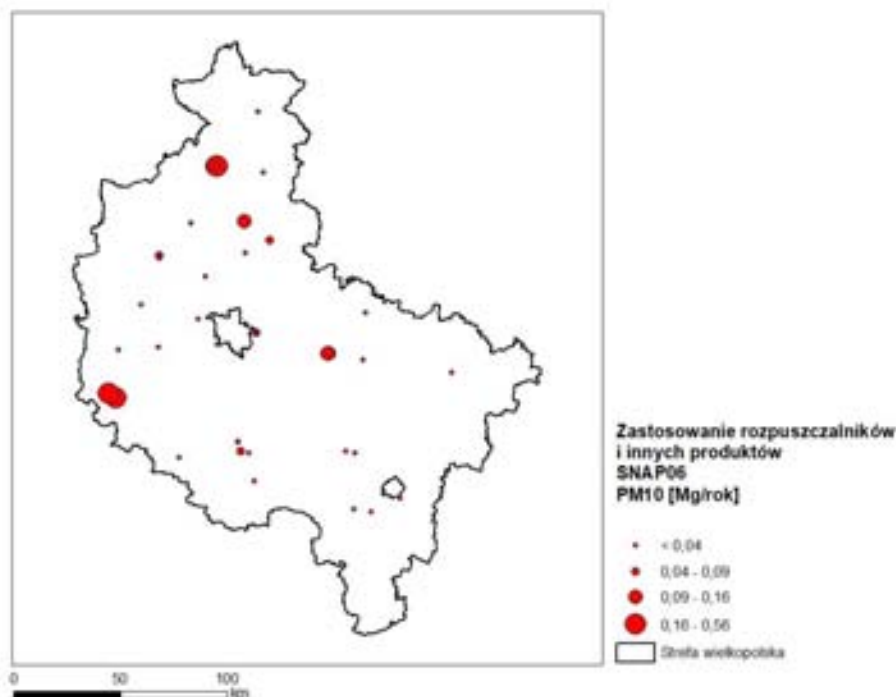 Zastosowanie rozpuszczalników
i innych produktów
SNAP06
PM10 [Mg/rok]
< 0,04
0,04 - 0,09
0,09 - 0,16
0,16 - 0,56
Strefa wielkopolska
0 50 100
km